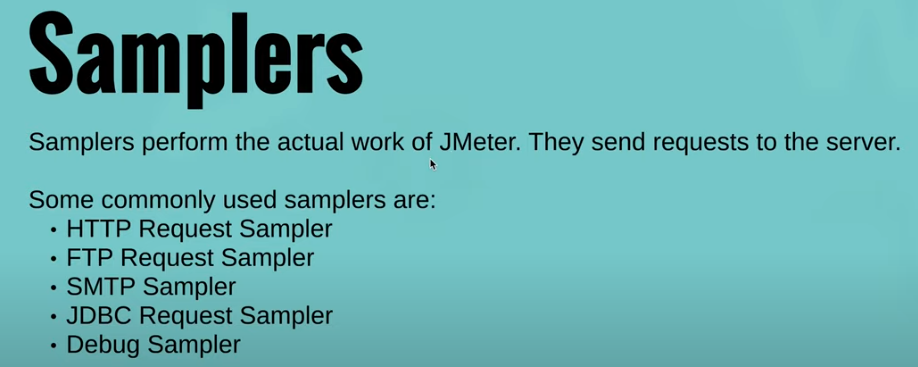 Samplers
Samplers perform the actual work of JMeter. They send requests to the server.
Some commonly used samplers are:
• HTTP Request Sampler
• FTP Request Sampler
• SMTP Sampler
• JDBC Request Sampler
• Debug Sampler